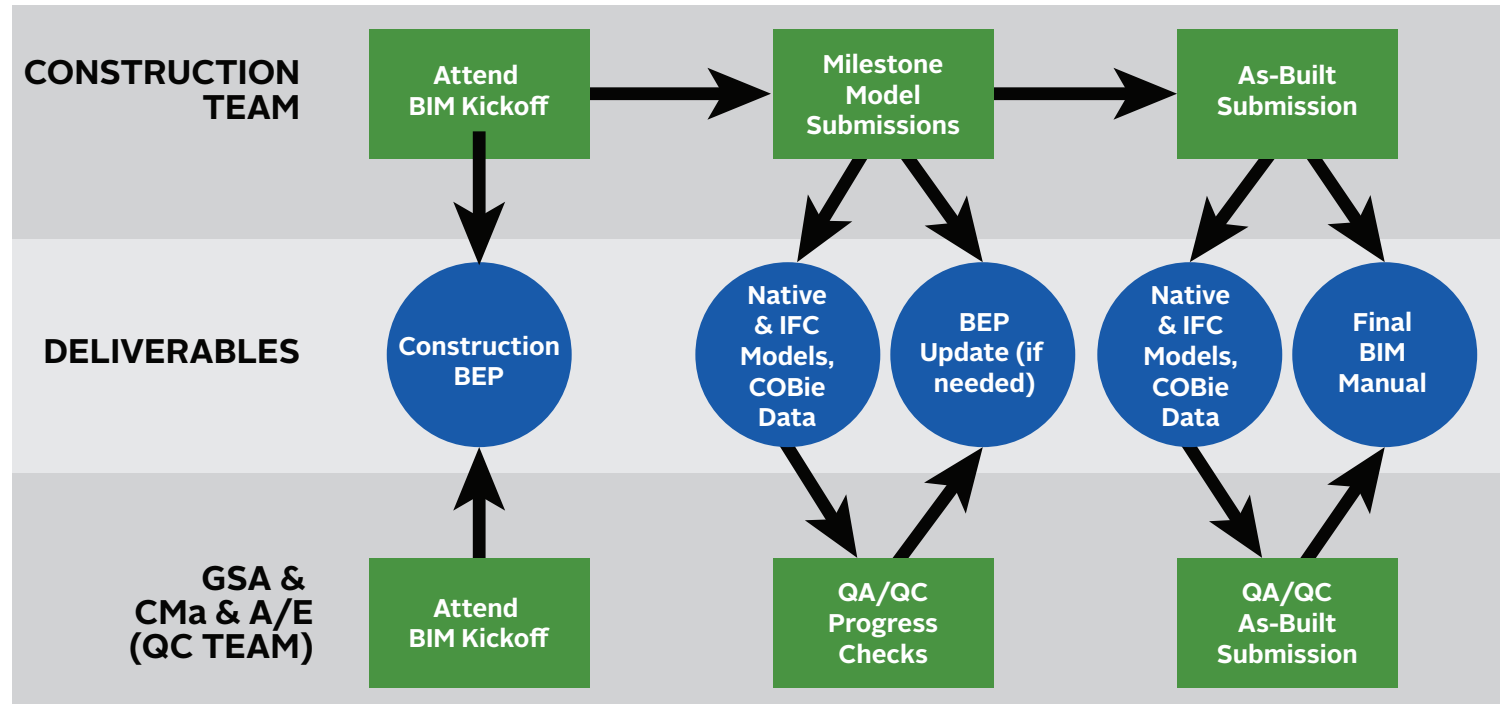 CONSTRUCTION
TEAM
Attend
BIM Kickoff
Milestone
Model
Submissions
As-Built
Submission
DELIVERABLES
Construction
BEP
Native
& IFC
Models,
COBie
Data
BEP
Update (if
needed)
Native
& IFC
Models,
COBie
Data
Final
BIM
Manual
GSA &
CMa & A/E
(QC TEAM)
Attend
BIM Kickoff
QA/QC
Progress
Checks
QA/QC
As-Built
Submission